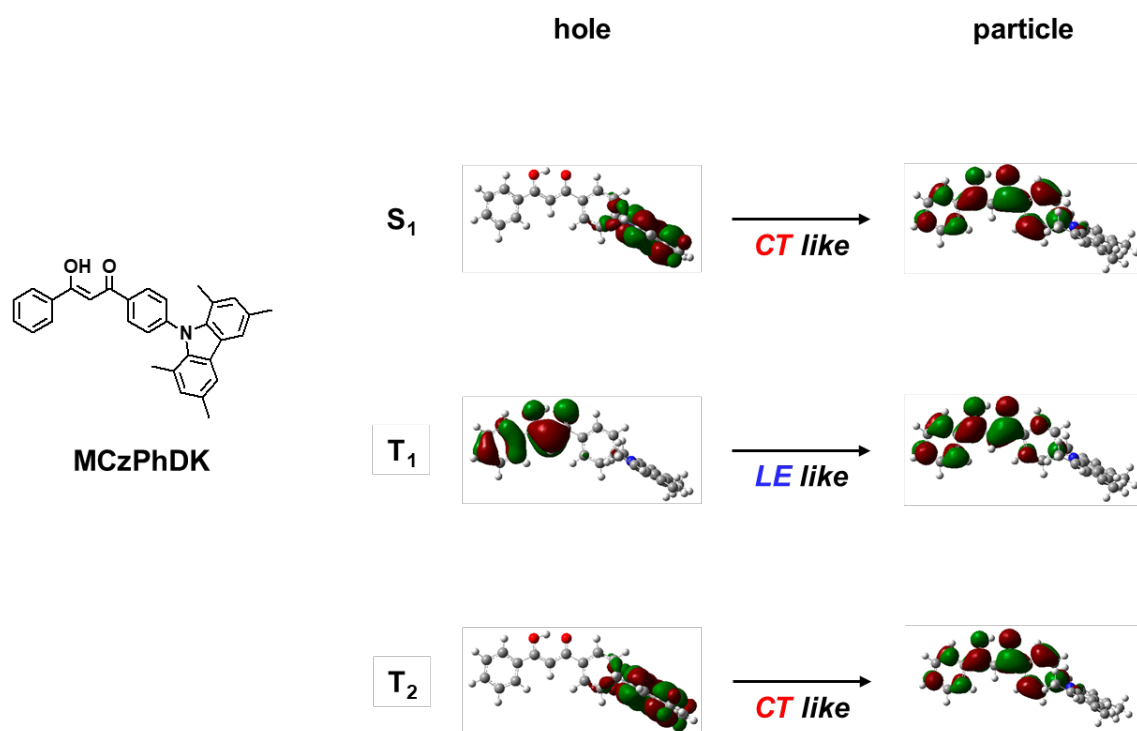 hole
particle
S₁
CT like
OH
O
N
MCzPhDK
T₁
LE like
T₂
CT like